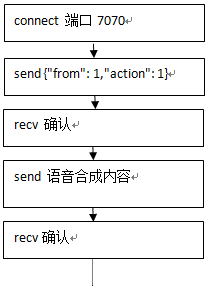 connect 端口 7070
send{"from": 1,"action": 1}
recv 确认
send 语音合成内容
recv 确认